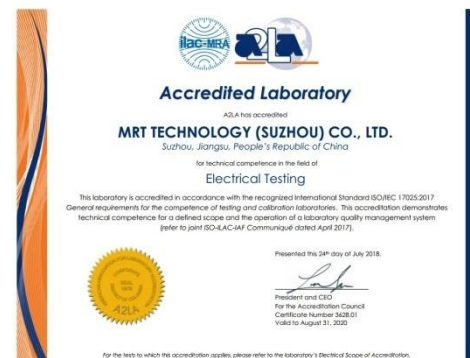 ilac-MRA
A2LA
Accredited Laboratory
A2LA has accredited
MRT TECHNOLOGY (SUZHOU) CO., LTD.
Suzhou, Jiangsu, People's Republic of China
for technical competence in the field of
Electrical Testing
This laboratory is accredited in accordance with the recognized International Standard ISO/IEC 17025:2017
General requirements for the competence of testing and calibration laboratories. This accreditation demonstrates
technical competence for a defined scope and the operation of a laboratory quality management system
(refer to joint ISO-ILAC-IAF Communiqué dated April 2017).
Presented this 24th day of July 2018.
President and CEO
For the Accreditation Council
Certificate Number 3628.01
Valid to August 31, 2020
SEAL
1978
A2LA
For the tests to which this accreditation applies, please refer to the laboratory's Electrical Scope of Accreditation.